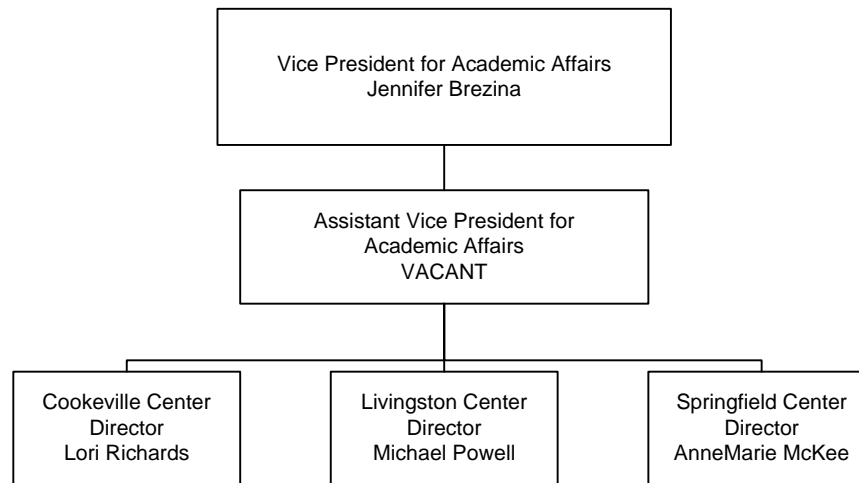 Vice President for Academic Affairs
Jennifer Brezina
Assistant Vice President for
Academic Affairs
VACANT
Cookeville Center
Director
Lori Richards
Livingston Center
Director
Michael Powell
Springfield Center
Director
AnneMarie McKee